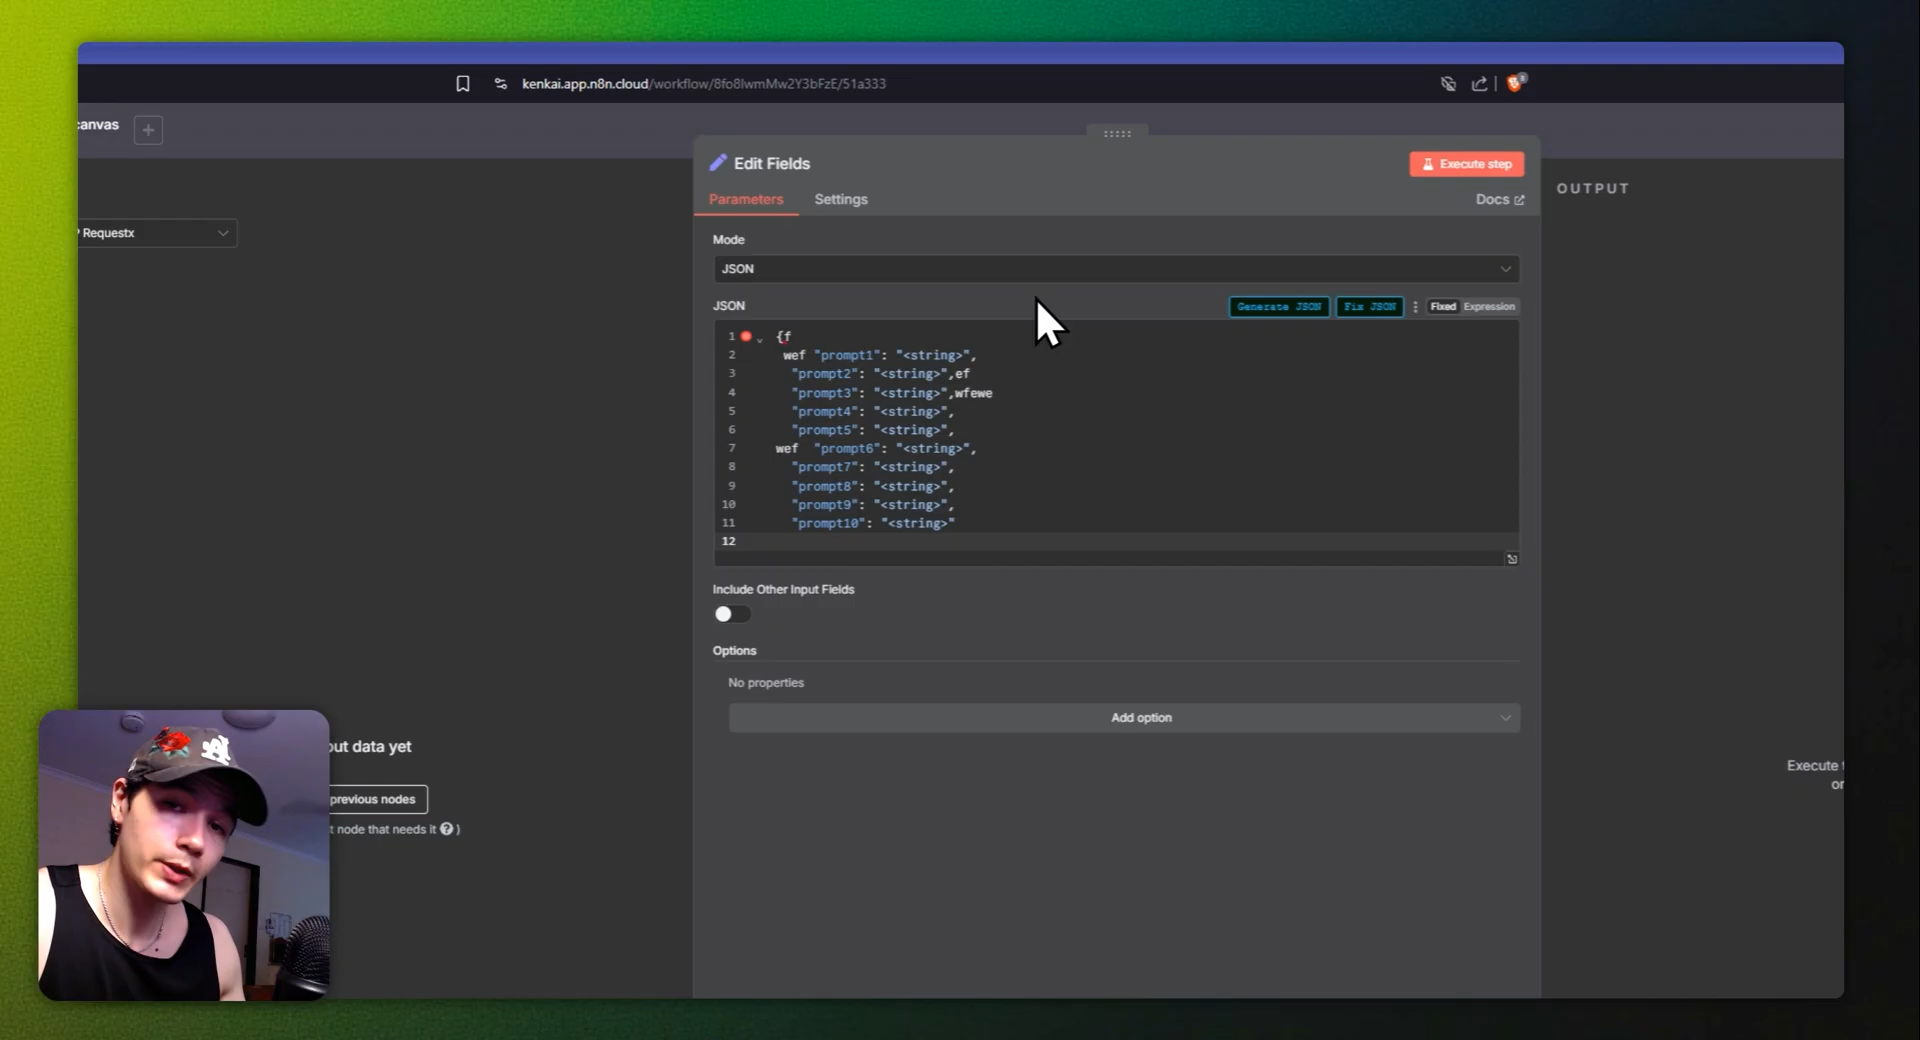 kenkai.app.n8n.cloud/workflow/8fo8lwmMw2Y3bFzE/51a333
canvas
+
Edit Fields
Execute step
OUTPUT
Parameters
Settings
Docs
Requestx
Mode
JSON
JSON
Generate JSON
Fix JSON
Fixed
Expression
1 {f
2 wef "prompt1": "<string>",
3 "prompt2": "<string>",ef
4 "prompt3": "<string>",wfewe
5 "prompt4": "<string>",
6 "prompt5": "<string>",
7 wef "prompt6": "<string>",
8 "prompt7": "<string>",
9 "prompt8": "<string>",
10 "prompt9": "<string>",
11 "prompt10": "<string>"
12
Include Other Input Fields
Options
No properties
Add option
data yet
previous nodes
node that needs it ? )
Execute